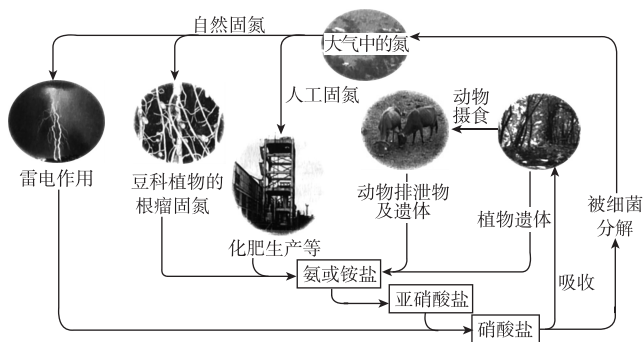 自然固氮
大气中的氮
人工固氮
动物
摄食
雷电作用
豆科植物的
根瘤固氮
动物排泄物
及遗体
植物遗体
被细菌
分解
化肥生产等
氨或铵盐
吸收
亚硝酸盐
硝酸盐